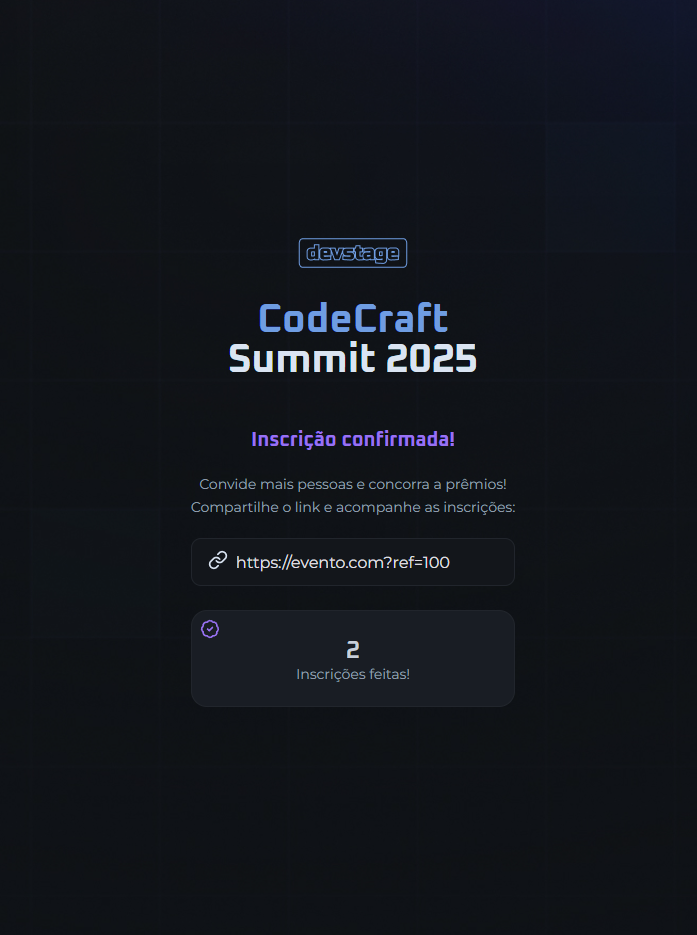 devstage
CodeCraft
Summit 2025
Inscrição confirmada!
Convide mais pessoas e concorra a prêmios!
Compartilhe o link e acompanhe as inscrições:
https://evento.com?ref=100
2
Inscrições feitas!